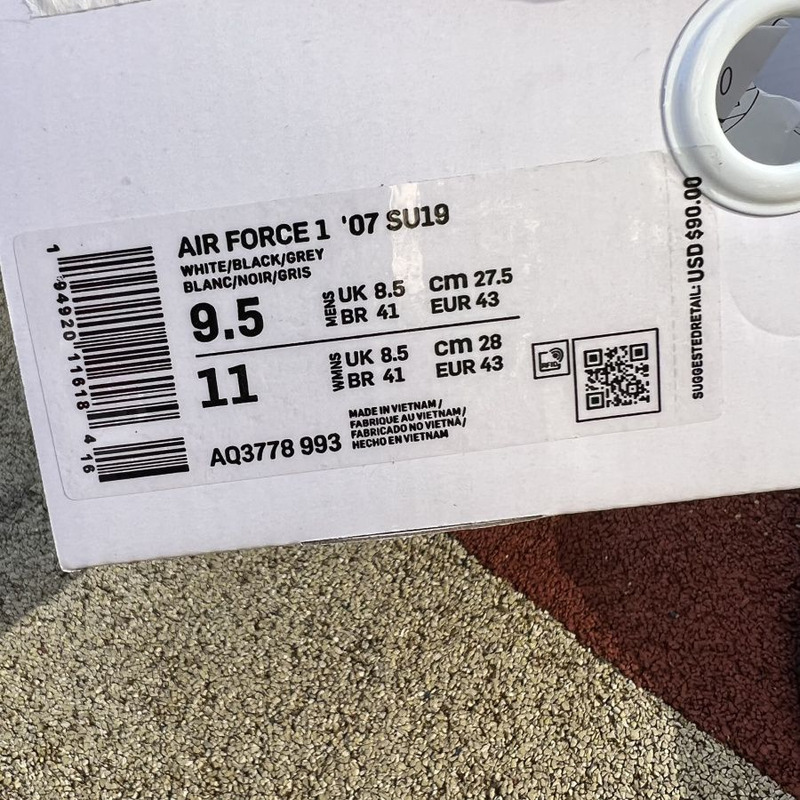 AIR FORCE 1 '07 SU19
WHITE/BLACK/GREY
BLANC/NOIR/GRIS
9.5
MENS
UK 8.5 cm 27.5
BR 41 EUR 43
11
WMNS
UK 8.5 cm 28
BR 41 EUR 43
AQ3778 993
MADE IN VIETNAM /
FABRIQUE AU VIETNAM/
FABRICADO NO VIETNÃ/
HECHO EN VIETNAM
1 94920 11618 4 16
SUGGESTEDRETAIL: USD $90.00